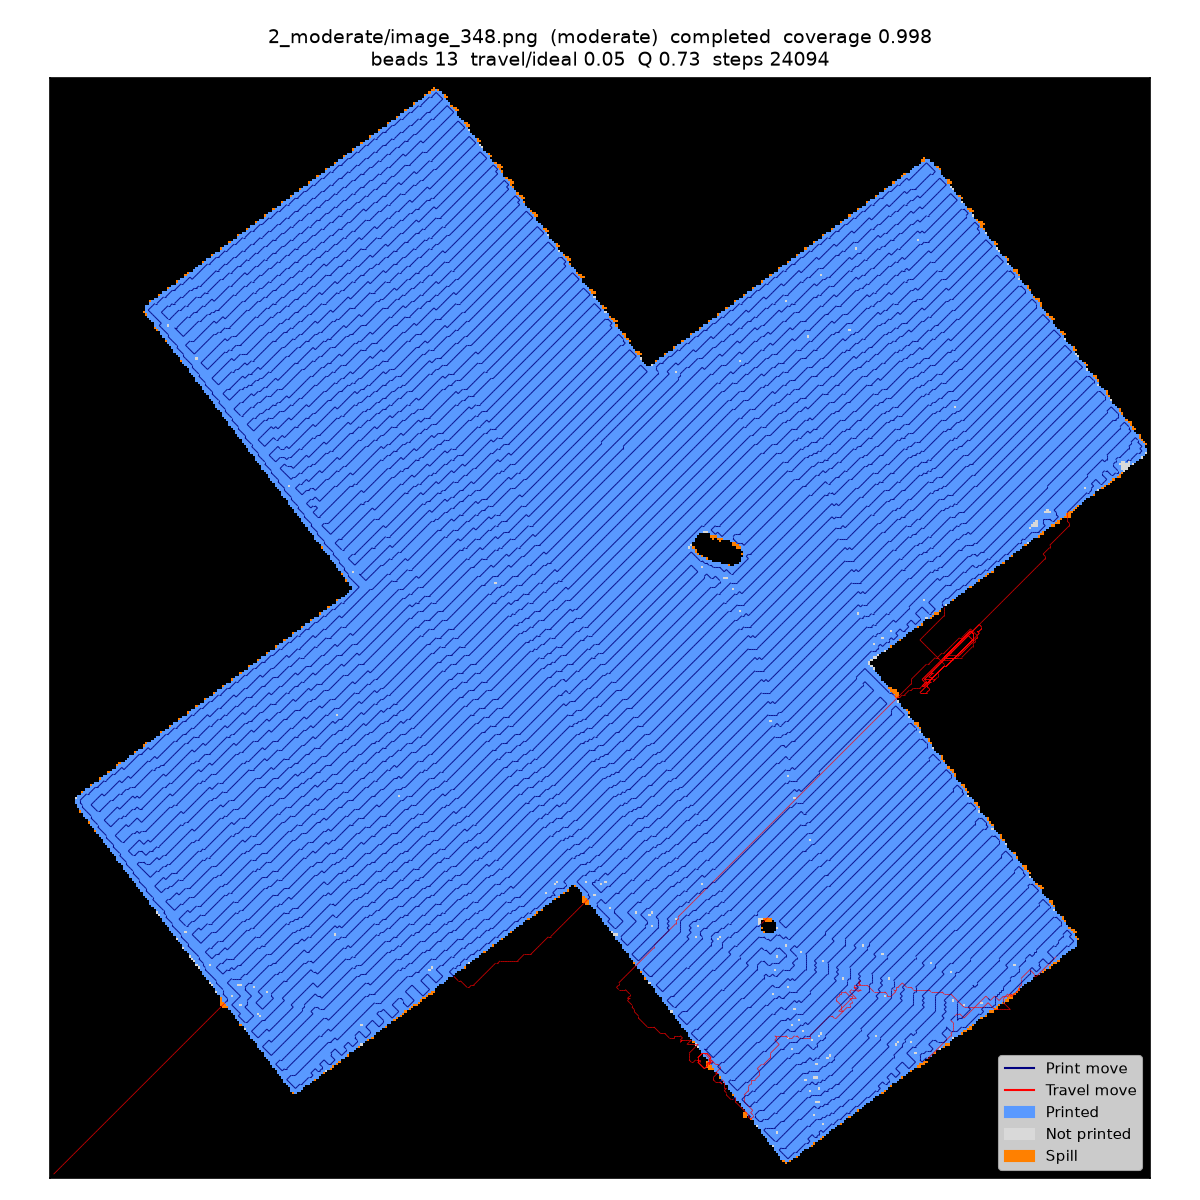 2_moderate/image_348.png  (moderate)  completed  coverage 0.998
beads 13  travel/ideal 0.05  Q 0.73  steps 24094
Print move
Travel move
Printed
Not printed
Spill